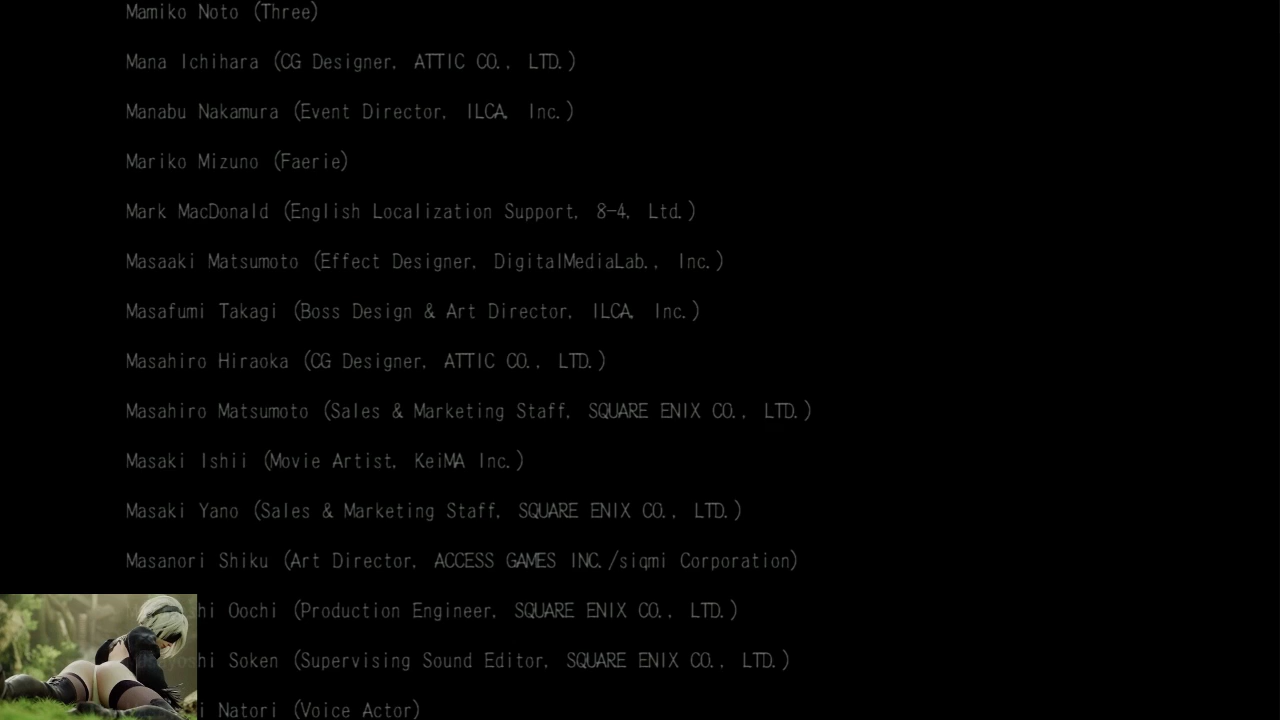 Mamiko Noto (Three)
Mana Ichihara (CG Designer, ATTIC CO., LTD.)
Manabu Nakamura (Event Director, ILCA, Inc.)
Mariko Mizuno (Faerie)
Mark MacDonald (English Localization Support, 8-4, Ltd.)
Masaaki Matsumoto (Effect Designer, DigitalMediaLab., Inc.)
Masafumi Takagi (Boss Design & Art Director, ILCA, Inc.)
Masahiro Hiraoka (CG Designer, ATTIC CO., LTD.)
Masahiro Matsumoto (Sales & Marketing Staff, SQUARE ENIX CO., LTD.)
Masaki Ishii (Movie Artist, KeiMA Inc.)
Masaki Yano (Sales & Marketing Staff, SQUARE ENIX CO., LTD.)
Masanori Shiku (Art Director, ACCESS GAMES INC./siqmi Corporation)
Oochi (Production Engineer, SQUARE ENIX CO., LTD.)
Soken (Supervising Sound Editor, SQUARE ENIX CO., LTD.)
Natori (Voice Actor)